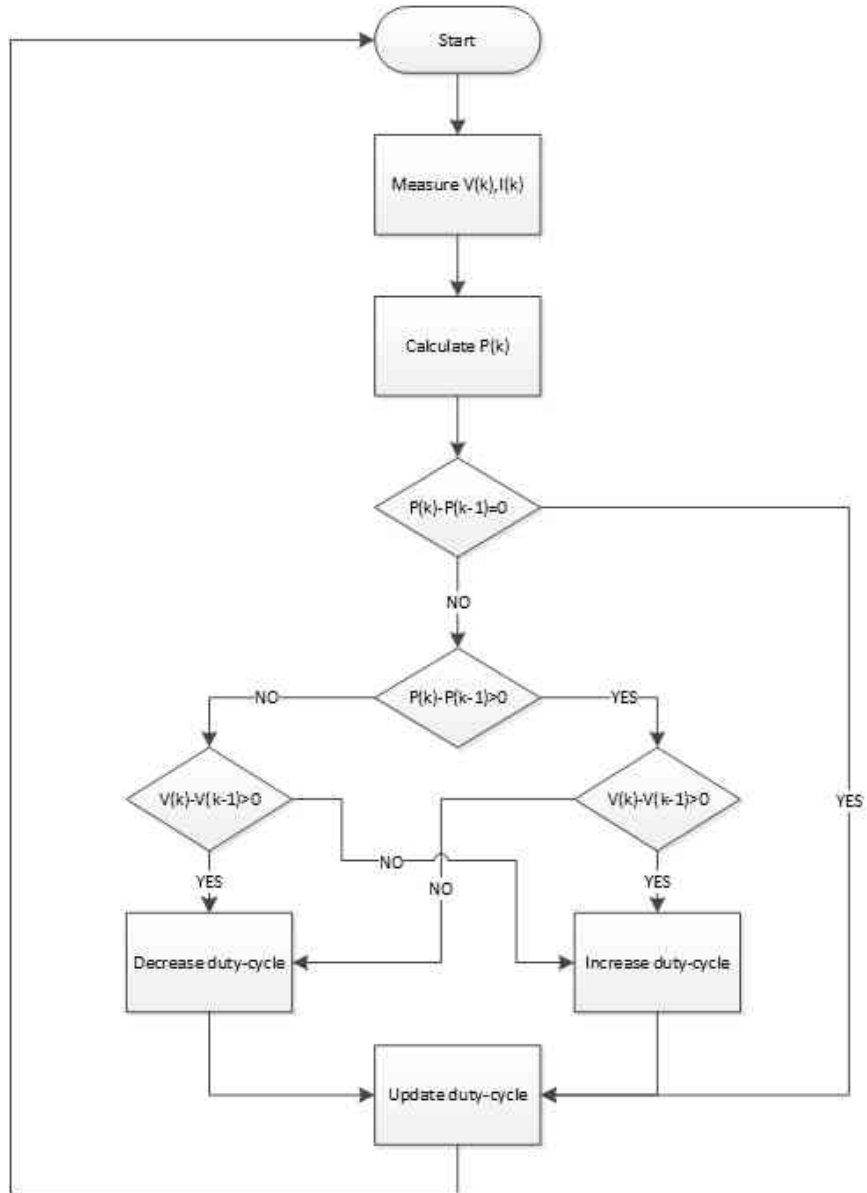 Start
Measure V(k),I(k)
Calculate P(k)
P(k)-P(k-1)=0
NO
P(k)-P(k-1)>0
NO
YES
V(k)-V(k-1)>0
V(k)-V(k-1)>0
YES
NO
NO
YES
YES
Decrease duty-cycle
Increase duty-cycle
Update duty-cycle